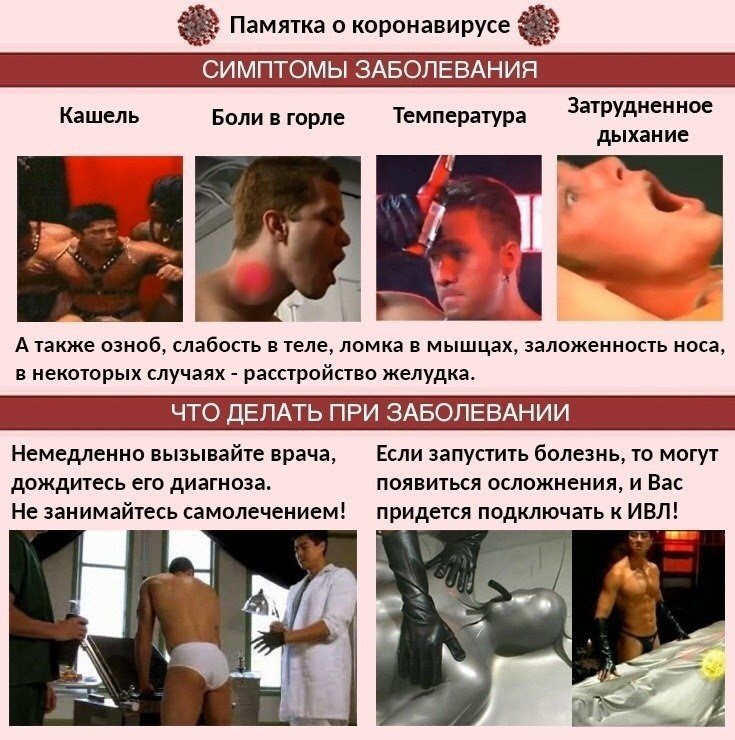 Памятка о коронавирусе
СИМПТОМЫ ЗАБОЛЕВАНИЯ
Кашель
Боли в горле
Температура
Затрудненное
дыхание
А также озноб, слабость в теле, ломка в мышцах, заложенность носа,
в некоторых случаях - расстройство желудка.
ЧТО ДЕЛАТЬ ПРИ ЗАБОЛЕВАНИИ
Немедленно вызывайте врача,
дождитесь его диагноза.
Не занимайтесь самолечением!
Если запустить болезнь, то могут
появиться осложнения, и Вас
придется подключать к ИВЛ!